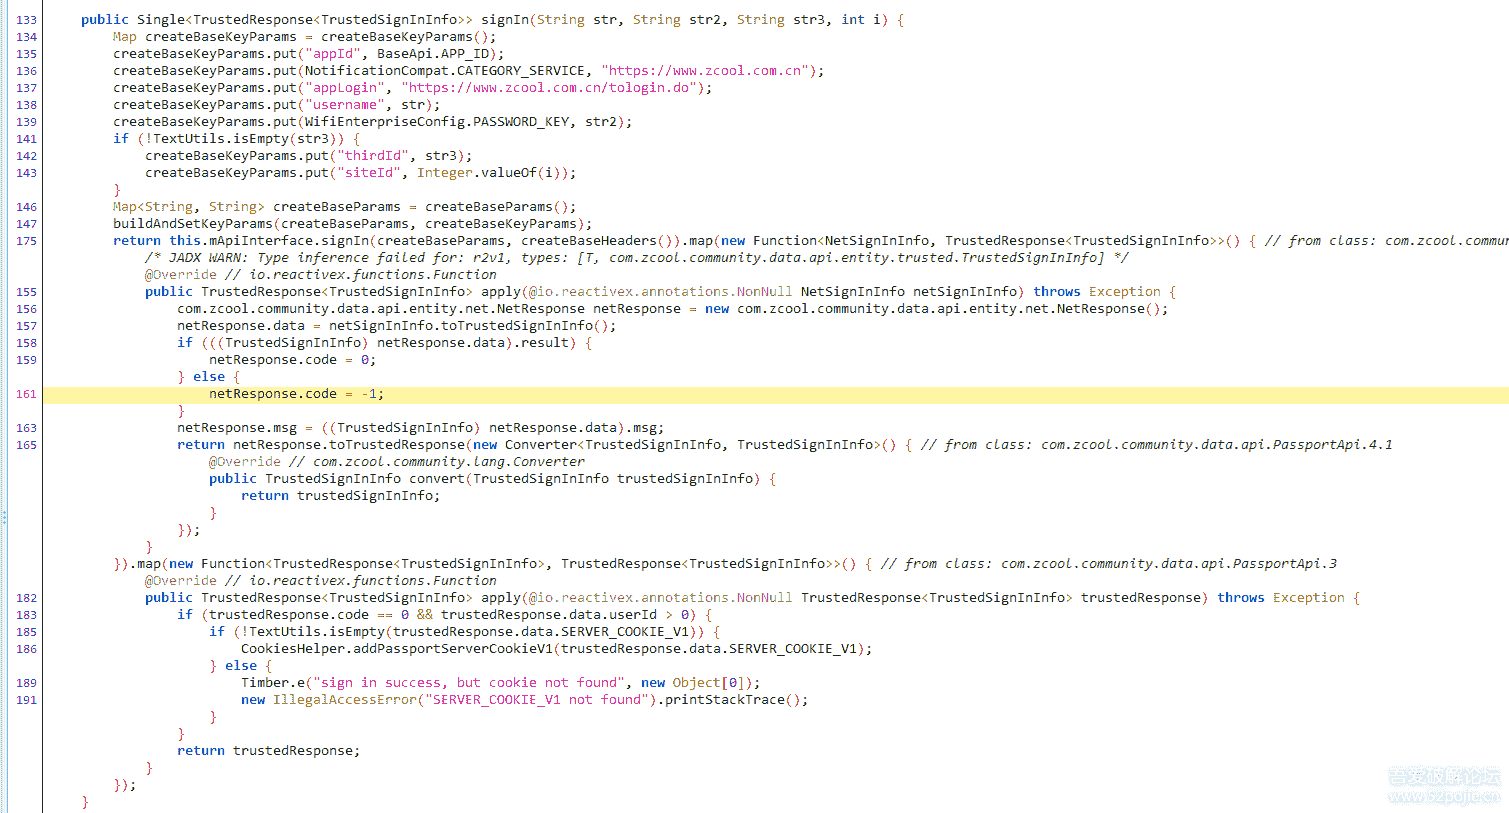 133 public Single<TrustedResponse<TrustedSignInInfo>> signIn(String str, String str2, String str3, int i) {
134 Map createBaseKeyParams = createBaseKeyParams();
135 createBaseKeyParams.put("appId", BaseApi.APP_ID);
136 createBaseKeyParams.put(NotificationCompat.CATEGORY_SERVICE, "https://www.zcool.com.cn");
137 createBaseKeyParams.put("appLogin", "https://www.zcool.com.cn/tologin.do");
138 createBaseKeyParams.put("username", str);
139 createBaseKeyParams.put(WifiEnterpriseConfig.PASSWORD_KEY, str2);
141 if (!TextUtils.isEmpty(str3)) {
142 createBaseKeyParams.put("thirdId", str3);
143 createBaseKeyParams.put("siteId", Integer.valueOf(i));
}
146 Map<String, String> createBaseParams = createBaseParams();
147 buildAndSetKeyParams(createBaseParams, createBaseKeyParams);
175 return this.mApiInterface.signIn(createBaseParams, createBaseHeaders()).map(new Function<NetSignInInfo, TrustedResponse<TrustedSignInInfo>>() { // from class: com.zcool.commu
/* JADX WARN: Type inference failed for: r2v1, types: [T, com.zcool.community.data.api.entity.trusted.TrustedSignInInfo] */
@Override // io.reactivex.functions.Function
155 public TrustedResponse<TrustedSignInInfo> apply(@io.reactivex.annotations.NonNull NetSignInInfo netSignInInfo) throws Exception {
156 com.zcool.community.data.api.entity.net.NetResponse netResponse = new com.zcool.community.data.api.entity.net.NetResponse();
157 netResponse.data = netSignInInfo.toTrustedSignInInfo();
158 if (((TrustedSignInInfo) netResponse.data).result) {
159 netResponse.code = 0;
} else {
161 netResponse.code = -1;
}
163 netResponse.msg = ((TrustedSignInInfo) netResponse.data).msg;
165 return netResponse.toTrustedResponse(new Converter<TrustedSignInInfo, TrustedSignInInfo>() { // from class: com.zcool.community.data.api.PassportApi.4.1
@Override // com.zcool.community.lang.Converter
public TrustedSignInInfo convert(TrustedSignInInfo trustedSignInInfo) {
return trustedSignInInfo;
}
});
}
}).map(new Function<TrustedResponse<TrustedSignInInfo>, TrustedResponse<TrustedSignInInfo>>() { // from class: com.zcool.community.data.api.PassportApi.3
@Override // io.reactivex.functions.Function
182 public TrustedResponse<TrustedSignInInfo> apply(@io.reactivex.annotations.NonNull TrustedResponse<TrustedSignInInfo> trustedResponse) throws Exception {
183 if (trustedResponse.code == 0 && trustedResponse.data.userId > 0) {
185 if (!TextUtils.isEmpty(trustedResponse.data.SERVER_COOKIE_V1)) {
186 CookiesHelper.addPassportServerCookieV1(trustedResponse.data.SERVER_COOKIE_V1);
} else {
189 Timber.e("sign in success, but cookie not found", new Object[0]);
191 new IllegalAccessError("SERVER_COOKIE_V1 not found").printStackTrace();
}
}
return trustedResponse;
}
});
}
吾爱破解论坛
www.52pojie.cn